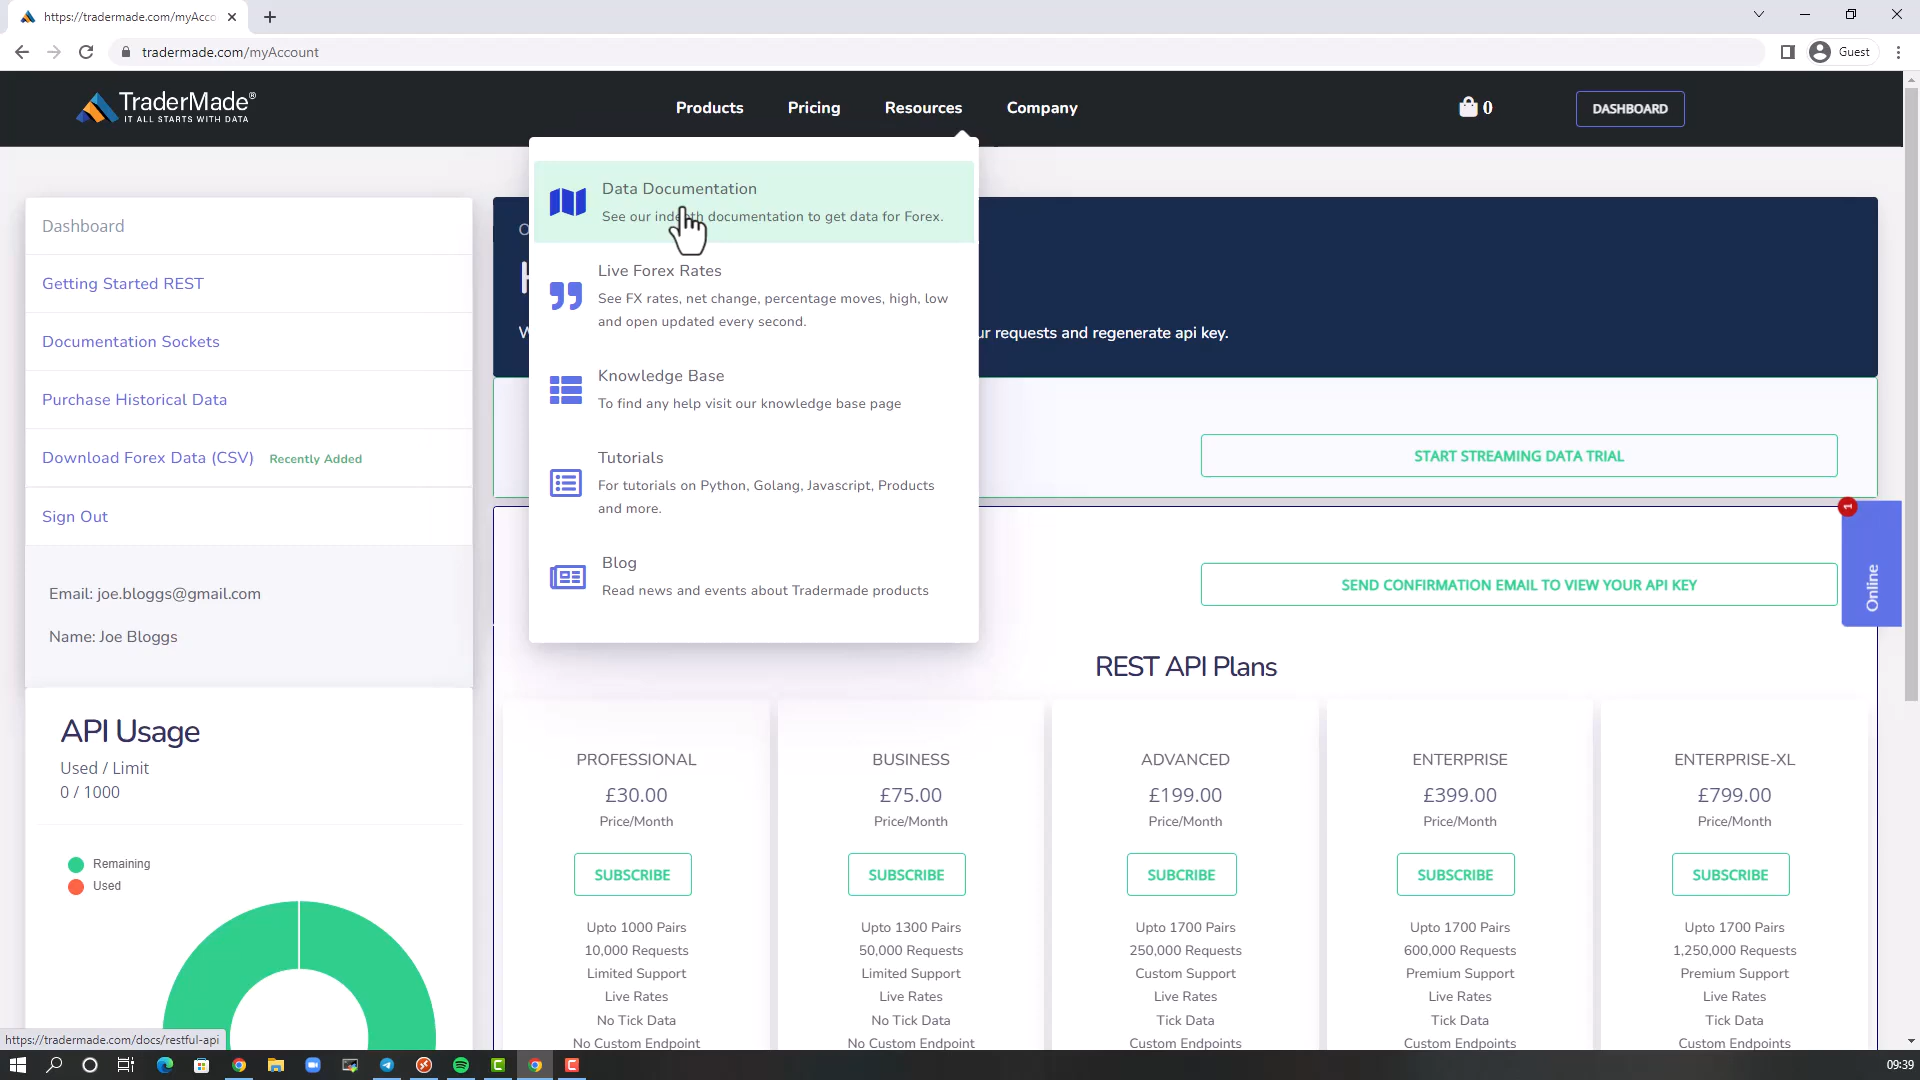 https://tradermade.com/myAcco
tradermade.com/myAccount
Guest
TraderMade®
IT ALL STARTS WITH DATA
Products
Pricing
Resources
Company
0
DASHBOARD
Data Documentation
See our indepth documentation to get data for Forex.
Live Forex Rates
See FX rates, net change, percentage moves, high, low
and open updated every second.
Knowledge Base
To find any help visit our knowledge base page
Tutorials
For tutorials on Python, Golang, Javascript, Products
and more.
Blog
Read news and events about Tradermade products
Dashboard
Getting Started REST
Documentation Sockets
Purchase Historical Data
Download Forex Data (CSV) Recently Added
Sign Out
Email: joe.bloggs@gmail.com
Name: Joe Bloggs
API Usage
Used / Limit
0 / 1000
Remaining
Used
requests and regenerate api key.
START STREAMING DATA TRIAL
SEND CONFIRMATION EMAIL TO VIEW YOUR API KEY
1
Online
REST API Plans
PROFESSIONAL
£30.00
Price/Month
SUBSCRIBE
Upto 1000 Pairs
10,000 Requests
Limited Support
Live Rates
No Tick Data
No Custom Endpoint
BUSINESS
£75.00
Price/Month
SUBSCRIBE
Upto 1300 Pairs
50,000 Requests
Limited Support
Live Rates
No Tick Data
No Custom Endpoint
ADVANCED
£199.00
Price/Month
SUBCRIBE
Upto 1700 Pairs
250,000 Requests
Custom Support
Live Rates
Tick Data
Custom Endpoints
ENTERPRISE
£399.00
Price/Month
SUBSCRIBE
Upto 1700 Pairs
600,000 Requests
Premium Support
Live Rates
Tick Data
Custom Endpoints
ENTERPRISE-XL
£799.00
Price/Month
SUBSCRIBE
Upto 1700 Pairs
1,250,000 Requests
Premium Support
Live Rates
Tick Data
Custom Endpoints
https://tradermade.com/docs/restful-api
09:39